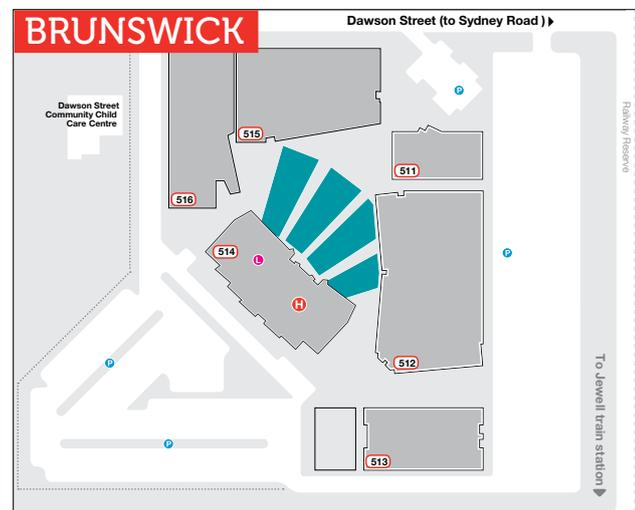 BRUNSWICK
Dawson Street (to Sydney Road )
P
Dawson Street
Community Child
Care Centre
Railway Reserve
515
511
516
514
L
P
H
512
P
To Jewell train station
P
513